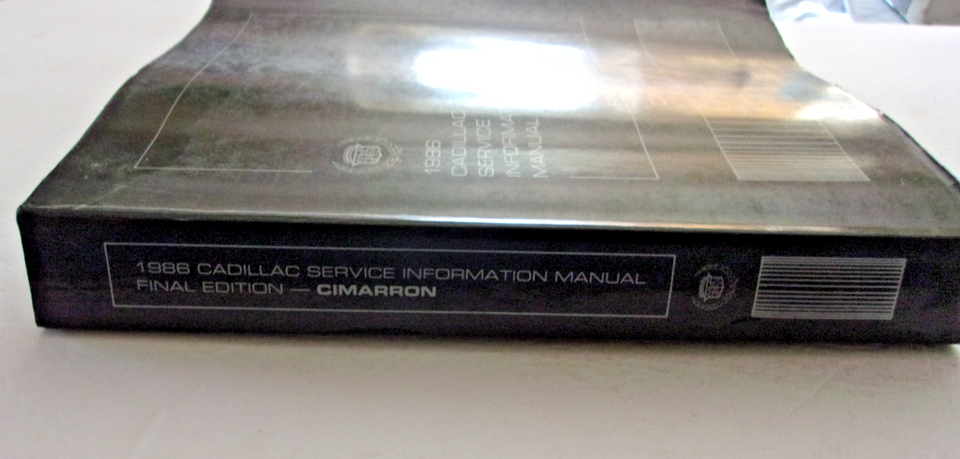 1986
CADILLAC
SERVICE
MANUAL
1986 CADILLAC SERVICE INFORMATION MANUAL
FINAL EDITION — CIMARRON